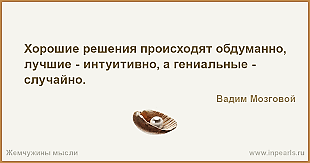 Хорошие решения происходят обдуманно,
лучшие - интуитивно, а гениальные -
случайно.
Вадим Мозговой
Жемчужины мысли
www.inpearls.ru